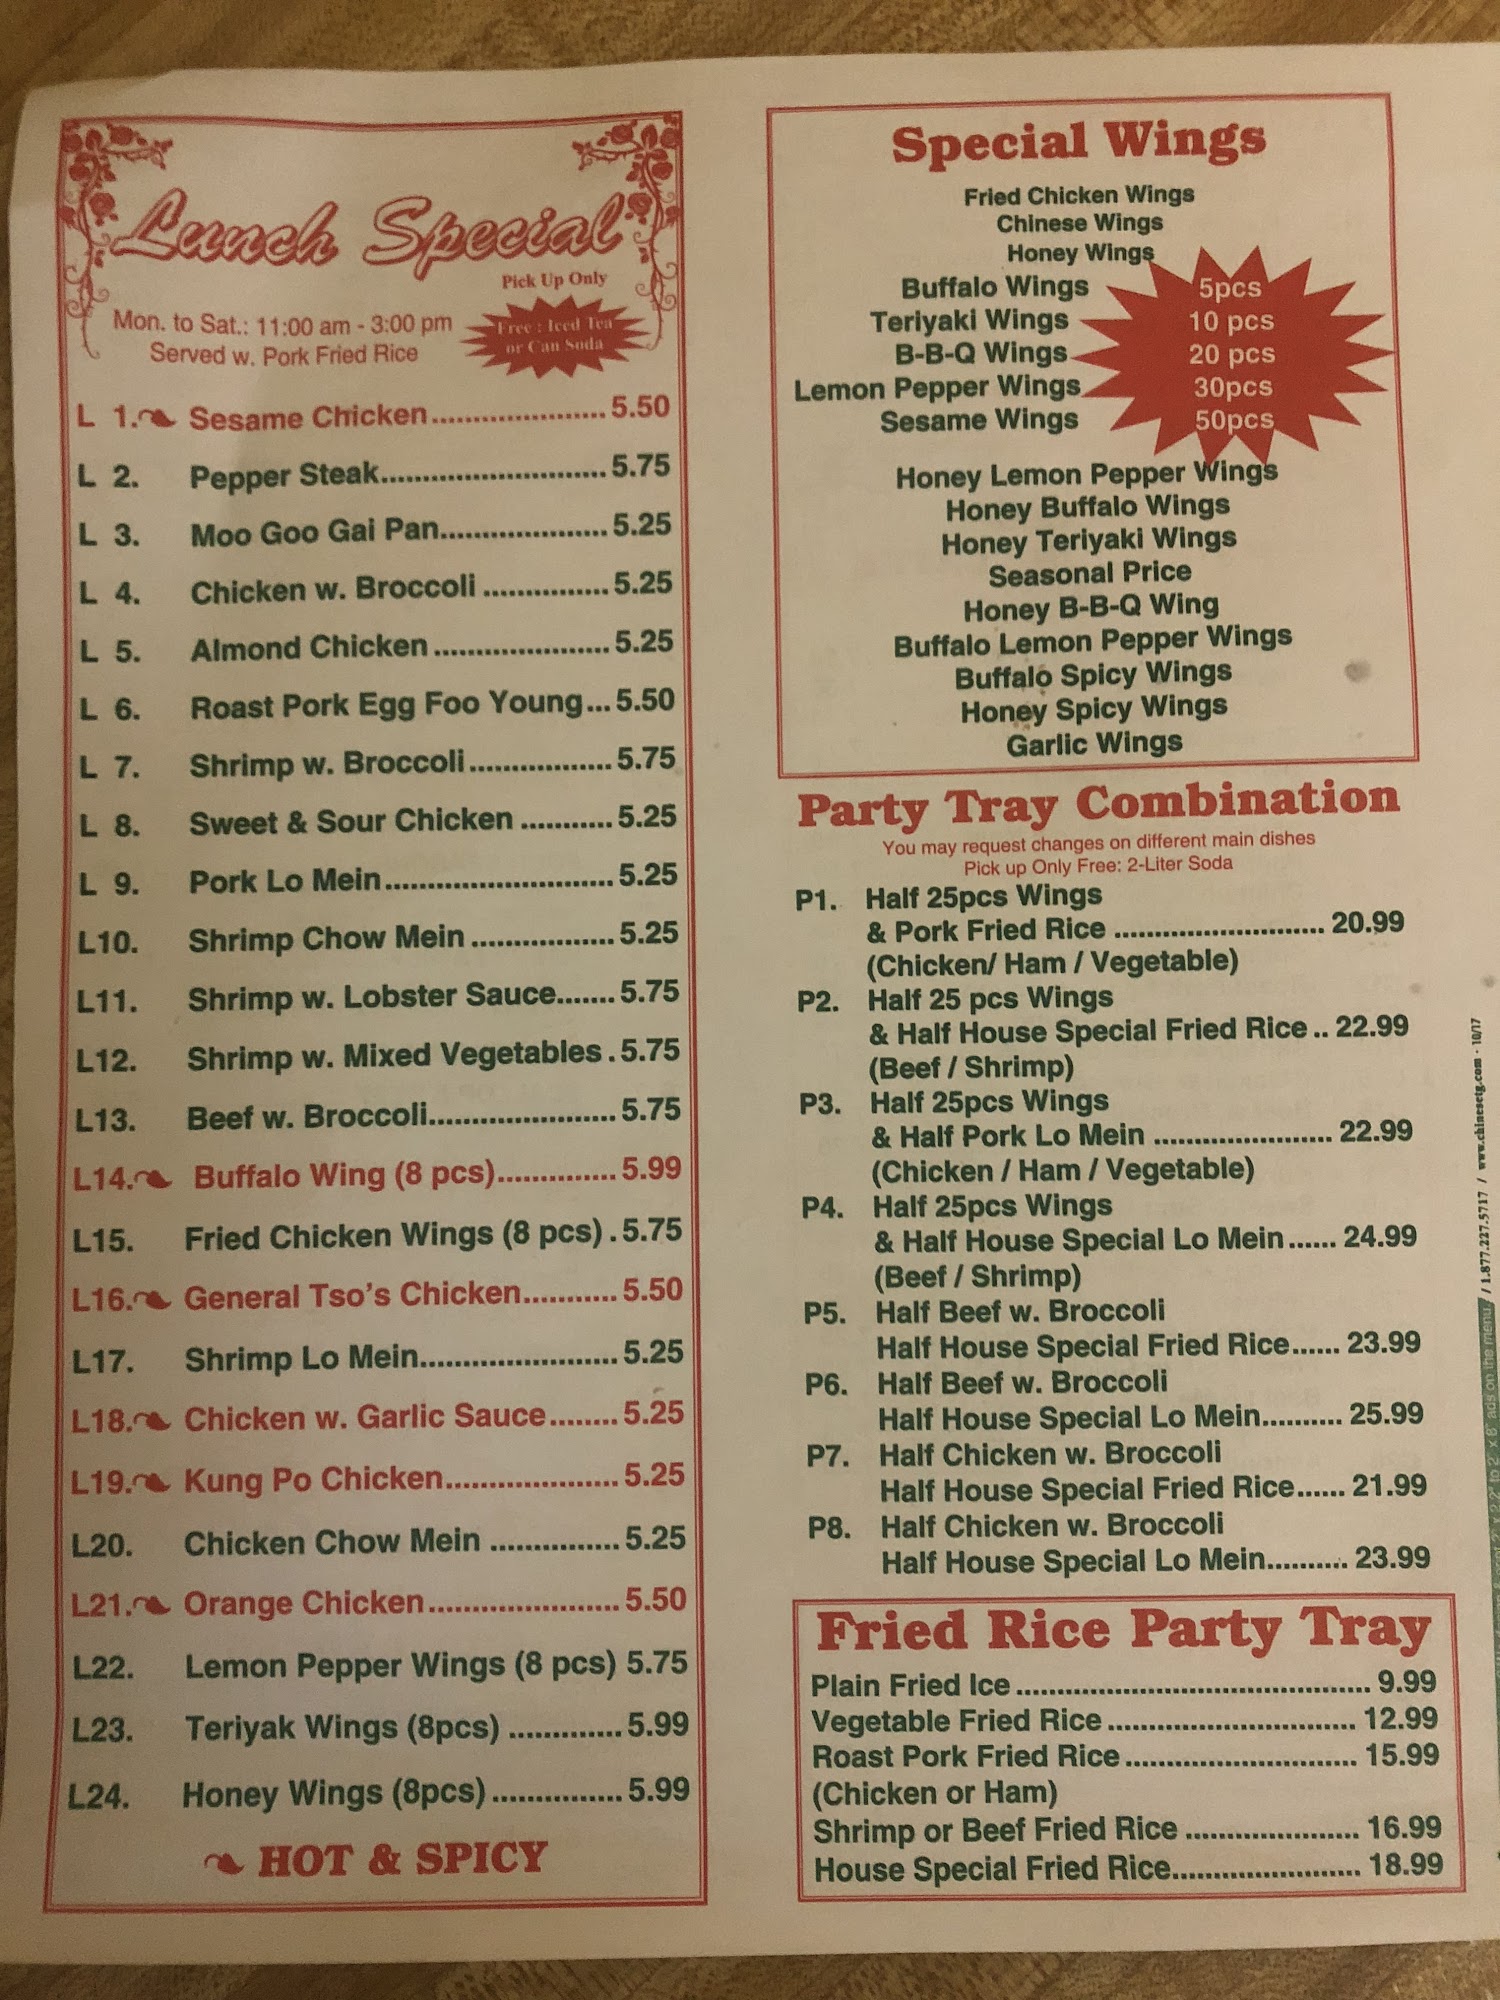 Lunch Special
Pick Up Only
Mon. to Sat.: 11:00 am - 3:00 pm
Served w. Pork Fried Rice
Free : Iced Tea
or Can Soda
L 1. Sesame Chicken.....................5.50
L 2. Pepper Steak...........................5.75
L 3. Moo Goo Gai Pan....................5.25
L 4. Chicken w. Broccoli ...............5.25
L 5. Almond Chicken.....................5.25
L 6. Roast Pork Egg Foo Young...5.50
L 7. Shrimp w. Broccoli.................5.75
L 8. Sweet & Sour Chicken ...........5.25
L 9. Pork Lo Mein...........................5.25
L10. Shrimp Chow Mein.................5.25
L11. Shrimp w. Lobster Sauce.......5.75
L12. Shrimp w. Mixed Vegetables.5.75
L13. Beef w. Broccoli.......................5.75
L14. Buffalo Wing (8 pcs)..............5.99
L15. Fried Chicken Wings (8 pcs).5.75
L16. General Tso's Chicken...........5.50
L17. Shrimp Lo Mein........................5.25
L18. Chicken w. Garlic Sauce........5.25
L19. Kung Po Chicken.....................5.25
L20. Chicken Chow Mein ...............5.25
L21. Orange Chicken.......................5.50
L22. Lemon Pepper Wings (8 pcs) 5.75
L23. Teriyak Wings (8pcs) .............5.99
L24. Honey Wings (8pcs)...............5.99
HOT & SPICY
Special Wings
Fried Chicken Wings
Chinese Wings
Honey Wings
Buffalo Wings 5pcs
Teriyaki Wings 10 pcs
B-B-Q Wings 20 pcs
Lemon Pepper Wings 30pcs
Sesame Wings 50pcs
Honey Lemon Pepper Wings
Honey Buffalo Wings
Honey Teriyaki Wings
Seasonal Price
Honey B-B-Q Wing
Buffalo Lemon Pepper Wings
Buffalo Spicy Wings
Honey Spicy Wings
Garlic Wings
Party Tray Combination
You may request changes on different main dishes
Pick up Only Free: 2-Liter Soda
P1. Half 25pcs Wings
& Pork Fried Rice .......................... 20.99
(Chicken/ Ham / Vegetable)
P2. Half 25 pcs Wings
& Half House Special Fried Rice .. 22.99
(Beef / Shrimp)
P3. Half 25pcs Wings
& Half Pork Lo Mein ...................... 22.99
(Chicken / Ham / Vegetable)
P4. Half 25pcs Wings
& Half House Special Lo Mein...... 24.99
(Beef / Shrimp)
P5. Half Beef w. Broccoli
Half House Special Fried Rice...... 23.99
P6. Half Beef w. Broccoli
Half House Special Lo Mein.......... 25.99
P7. Half Chicken w. Broccoli
Half House Special Fried Rice...... 21.99
P8. Half Chicken w. Broccoli
Half House Special Lo Mein.......... 23.99
Fried Rice Party Tray
Plain Fried Ice........................................... 9.99
Vegetable Fried Rice.............................. 12.99
Roast Pork Fried Rice............................ 15.99
(Chicken or Ham)
Shrimp or Beef Fried Rice ..................... 16.99
House Special Fried Rice....................... 18.99
ads on the menu. / 1.877.227.5717 / www.chinesetg.com - 10/17